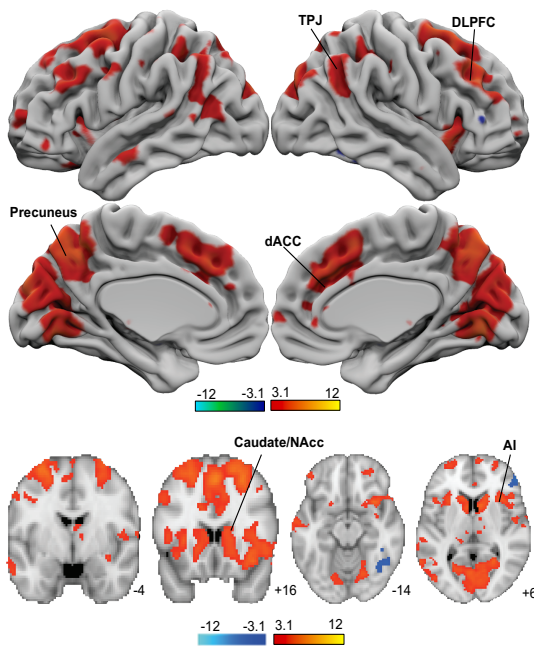 TPJ
DLPFC
Precuneus
dACC
-12 -3.1 3.1 12
Caudate/NAcc
AI
-4
+16
-14
+6
-12 -3.1 3.1 12